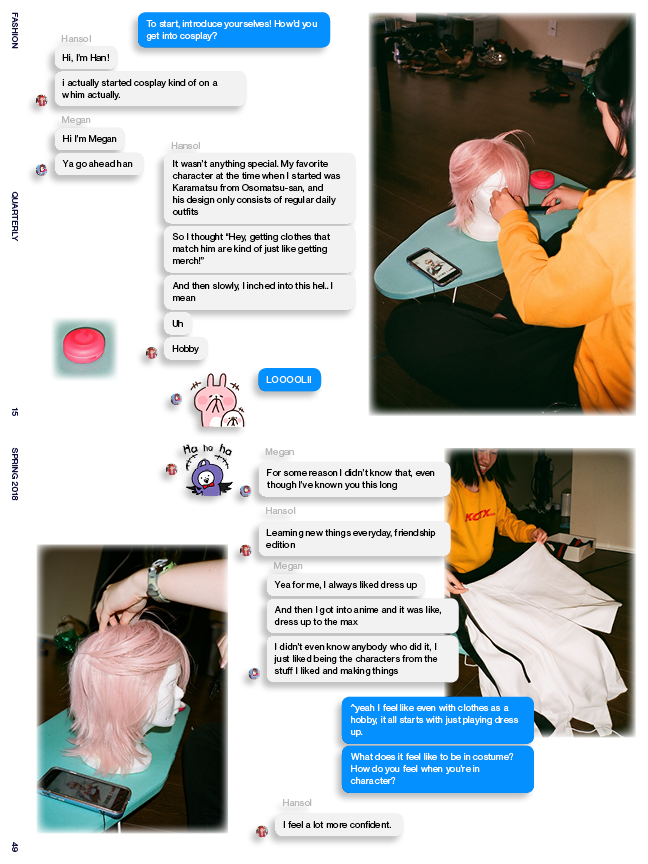 FASHION
QUARTERLY
15
SPRING 2018
49
To start, introduce yourselves! How'd you
get into cosplay?
Hansol
Hi, I'm Han!
i actually started cosplay kind of on a
whim actually.
Megan
Hi I'm Megan
Ya go ahead han
Hansol
It wasn't anything special. My favorite
character at the time when I started was
Karamatsu from Osomatsu-san, and
his design only consists of regular daily
outfits
So I thought "Hey, getting clothes that
match him are kind of just like getting
merch!"
And then slowly, I inched into this hel.. I
mean
Uh
Hobby
LOOOOLII
Ha ha ha
Megan
For some reason I didn't know that, even
though I've known you this long
Hansol
Learning new things everyday, friendship
edition
Megan
Yea for me, I always liked dress up
And then I got into anime and it was like,
dress up to the max
I didn't even know anybody who did it, I
just liked being the characters from the
stuff I liked and making things
^yeah I feel like even with clothes as a
hobby, it all starts with just playing dress
up.
What does it feel like to be in costume?
How do you feel when you're in
character?
Hansol
I feel a lot more confident.